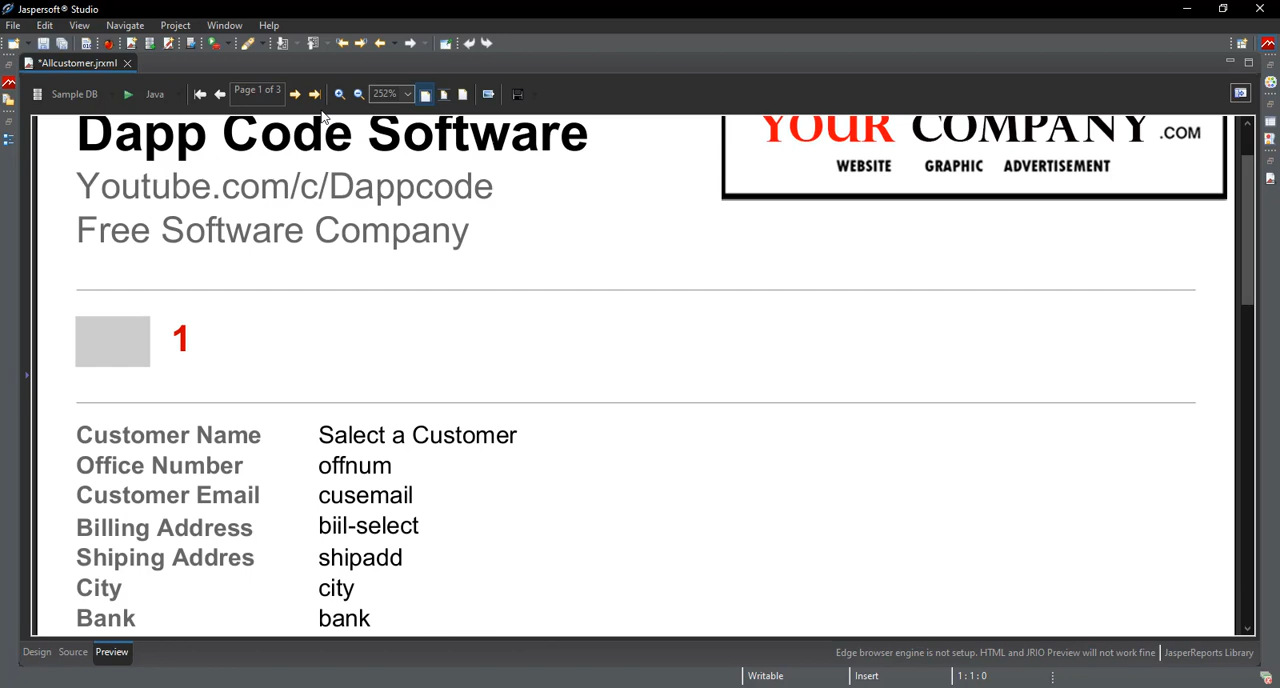 Jaspersoft® Studio
File Edit View Navigate Project Window Help
*Allcustomer.jrxml
Sample DB Java Page 1 of 3 252%
Dapp Code Software
YOUR COMPANY .COM
WEBSITE GRAPHIC ADVERTISEMENT
Youtube.com/c/Dappcode
Free Software Company
1
Customer Name Salect a Customer
Office Number offnum
Customer Email cusemail
Billing Address biil-select
Shiping Addres shipadd
City city
Bank bank
Design Source Preview Edge browser engine is not setup. HTML and JRIO Preview will not work fine JasperReports Library
Writable Insert 1:1:0